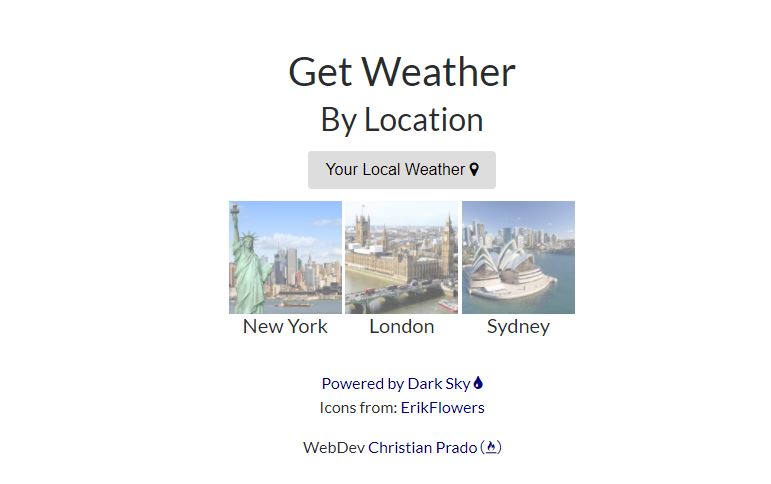 Get Weather
By Location
Your Local Weather
New York
London
Sydney
Powered by Dark Sky
Icons from: ErikFlowers
WebDev Christian Prado